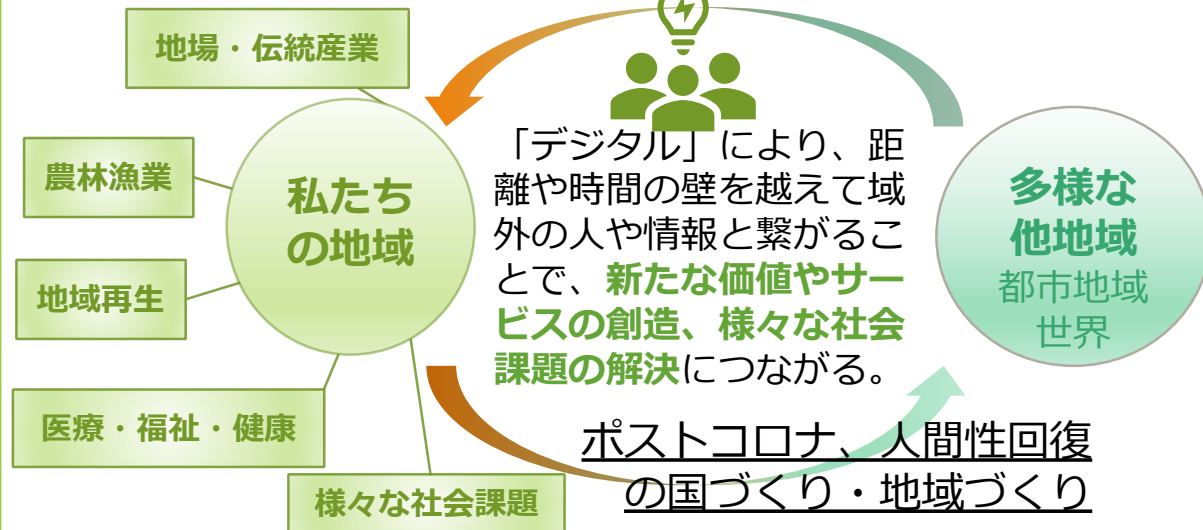 地場・伝統産業
農林漁業
地域再生
医療・福祉・健康
様々な社会課題
私たち
の地域
「デジタル」により、距
離や時間の壁を越えて域
外の人や情報と繋がるこ
とで、新たな価値やサー
ビスの創造、様々な社会
課題の解決につながる。
多様な
他地域
都市地域
世界
ポストコロナ、人間性回復
の国づくり・地域づくり